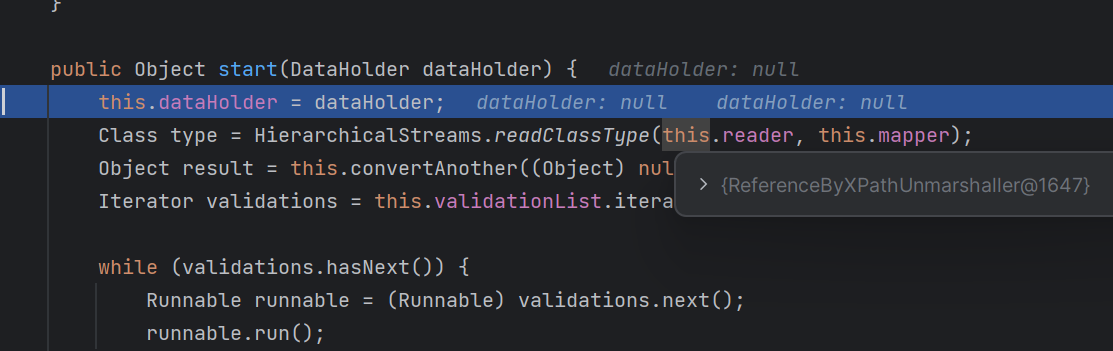 }
public Object start(DataHolder dataHolder) { dataHolder: null
this.dataHolder = dataHolder; dataHolder: null dataHolder: null
Class type = HierarchicalStreams.readClassType(this.reader, this.mapper);
Object result = this.convertAnother((Object) nul
{ReferenceByXPathUnmarshaller@1647}
Iterator validations = this.validationList.itera
while (validations.hasNext()) {
Runnable runnable = (Runnable) validations.next();
runnable.run();